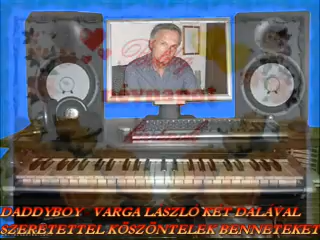 DADDYBOY VARGA LASZLO KET DALAVAL
SZERETETTEL KÖSZÖNTELEK BENNETEKET